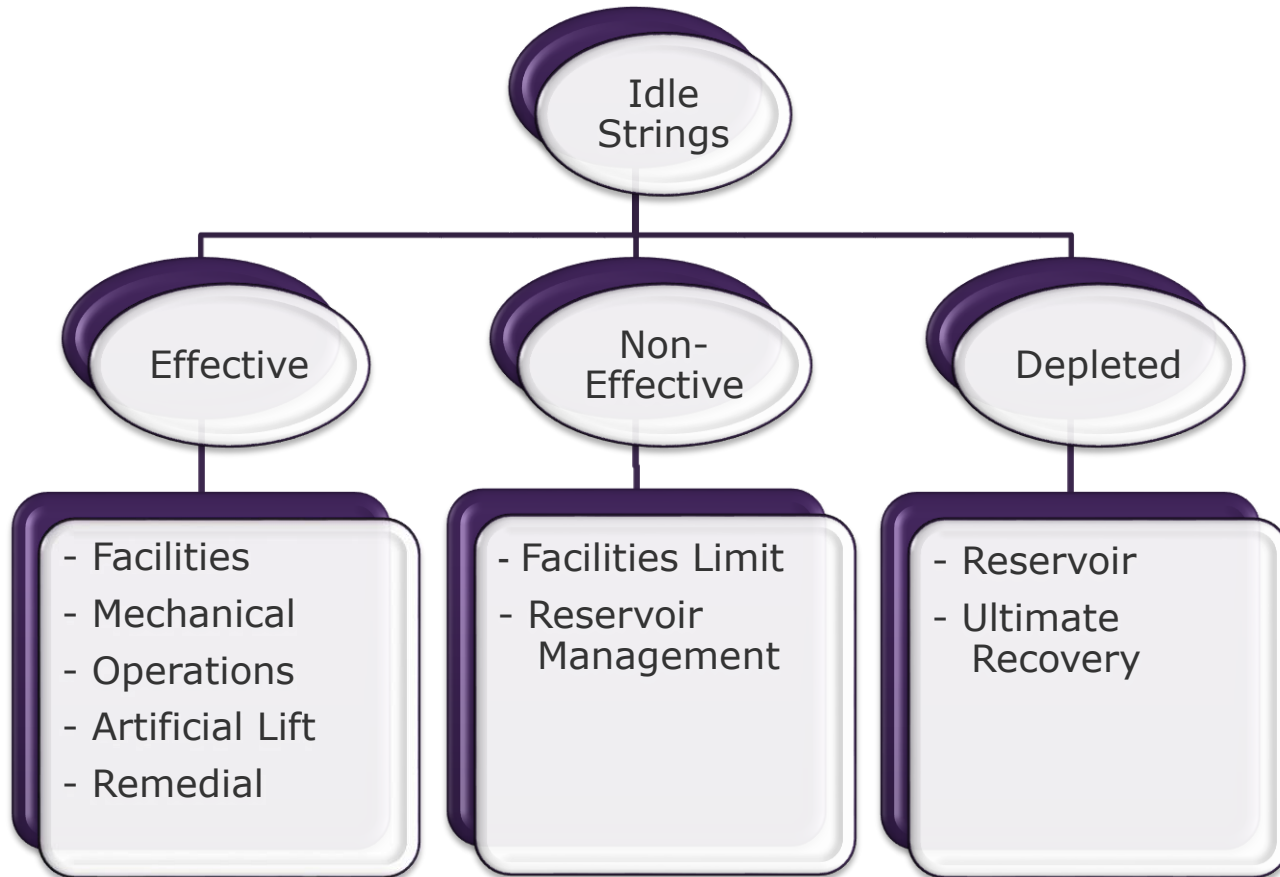 Idle
Strings
Effective
Non-
Effective
Depleted
- Facilities
- Mechanical
- Operations
- Artificial Lift
- Remedial
- Facilities Limit
- Reservoir
Management
- Reservoir
- Ultimate
Recovery